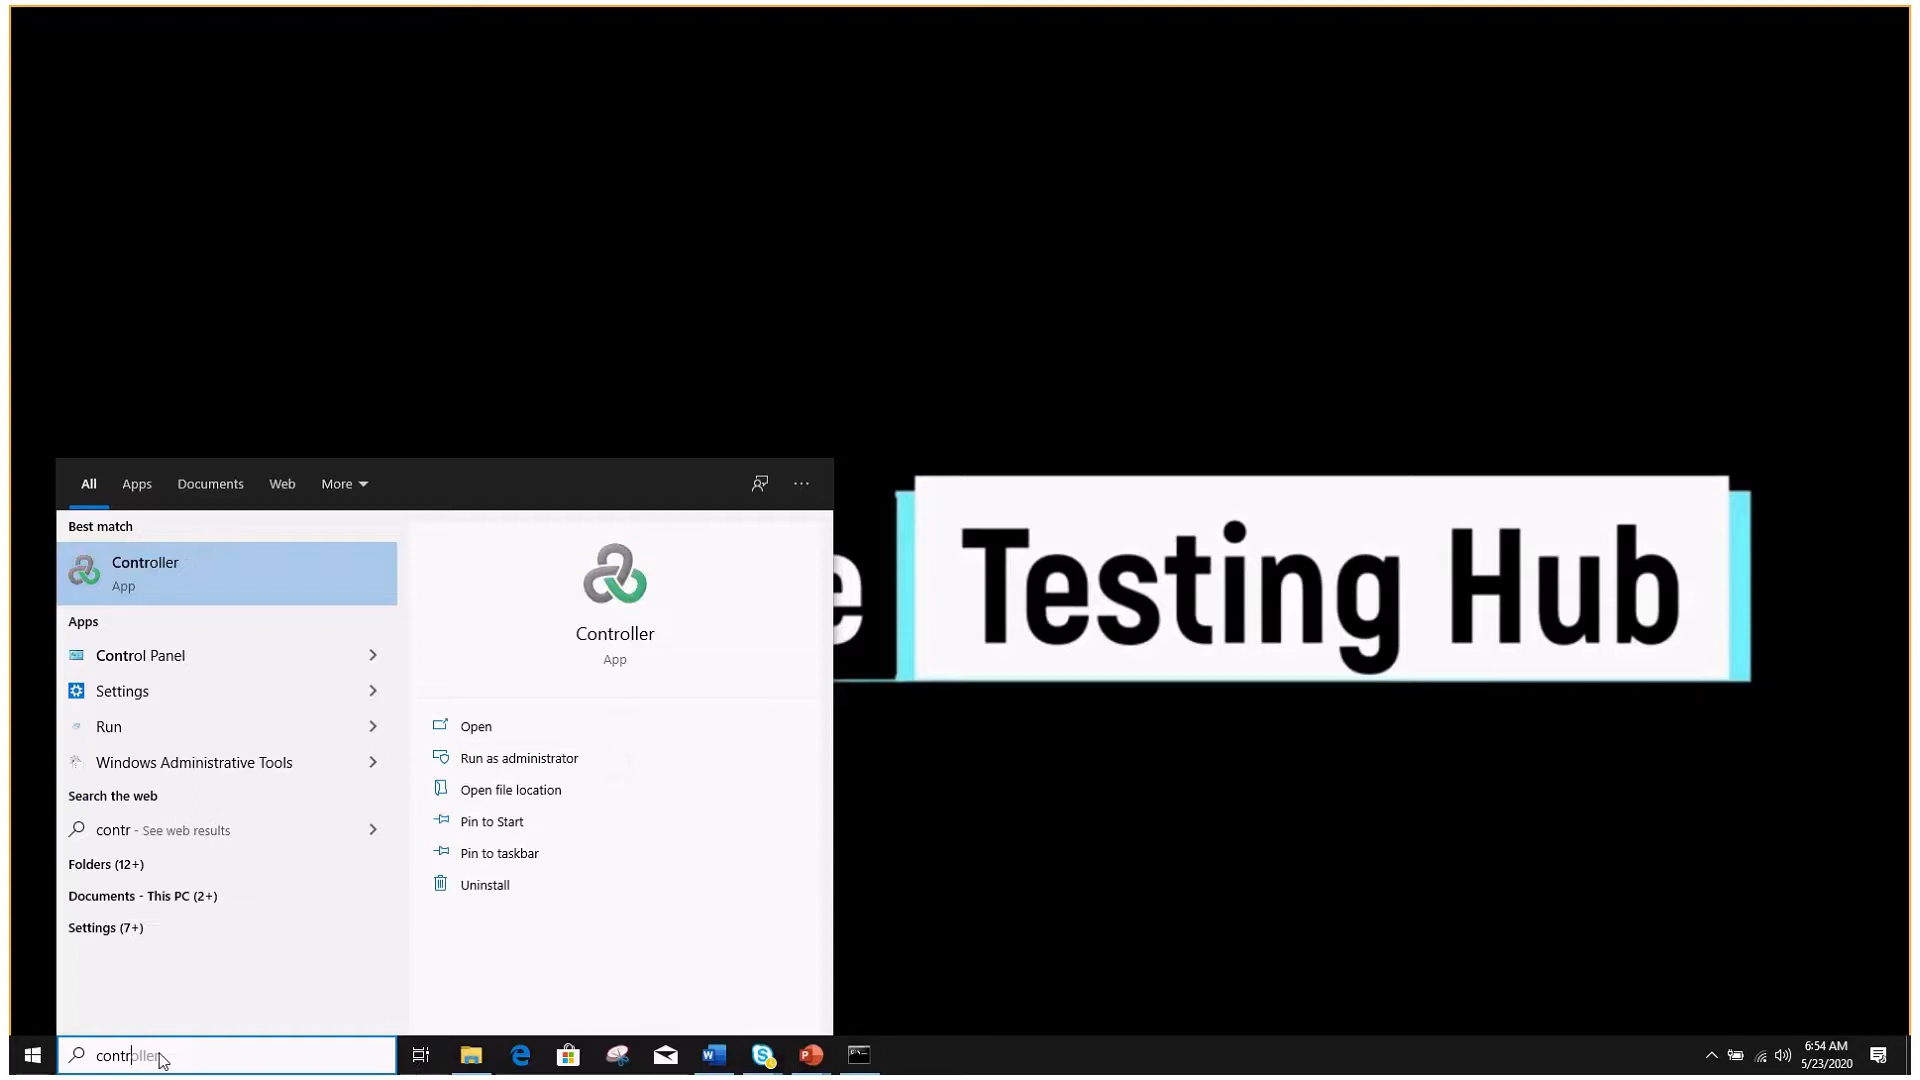 All Apps Documents Web More
Best match
Controller
App
Apps
Control Panel
Settings
Run
Windows Administrative Tools
Search the web
contr - See web results
Folders (12+)
Documents - This PC (2+)
Settings (7+)
Controller
App
Open
Run as administrator
Open file location
Pin to Start
Pin to taskbar
Uninstall
e Testing Hub
controller
6:54 AM
5/23/2020